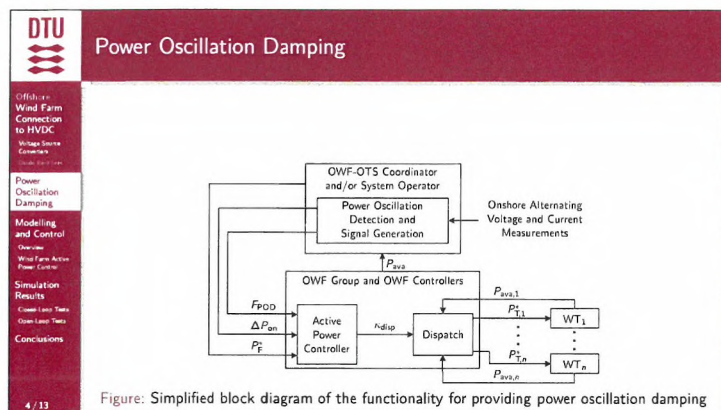 DTU
Power Oscillation Damping
Offshore
Wind Farm
Connection
to HVDC
Voltage Source
Converters
Power
Oscillation
Damping
Modelling
and Control
Overview
Wind Farm Active
Power Control
Simulation
Results
Closed-Loop Tests
Open-Loop Tests
Conclusions
4 / 13
OWF-OTS Coordinator
and/or System Operator
Power Oscillation
Detection and
Signal Generation
Onshore Alternating
Voltage and Current
Measurements
P_ava
OWF Group and OWF Controllers
F_POD
ΔP_on
P*_F
Active
Power
Controller
κ_disp
Dispatch
P_ava,1
P*_T,1
WT_1
P*_T,n
WT_n
P_ava,n
Figure: Simplified block diagram of the functionality for providing power oscillation damping